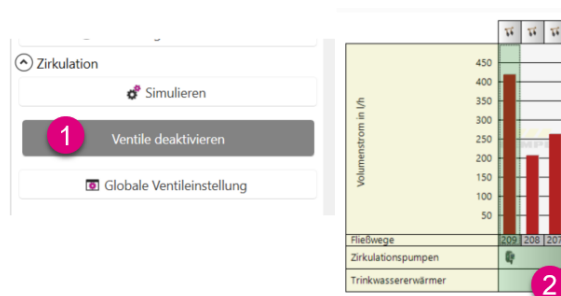 Zirkulation
Simulieren
1
Ventile deaktivieren
Globale Ventileinstellung
Volumenstrom in l/h
450
400
350
300
250
200
150
100
50
Fließwege
209 208 207
Zirkulationspumpen
Trinkwassererwärmer
2